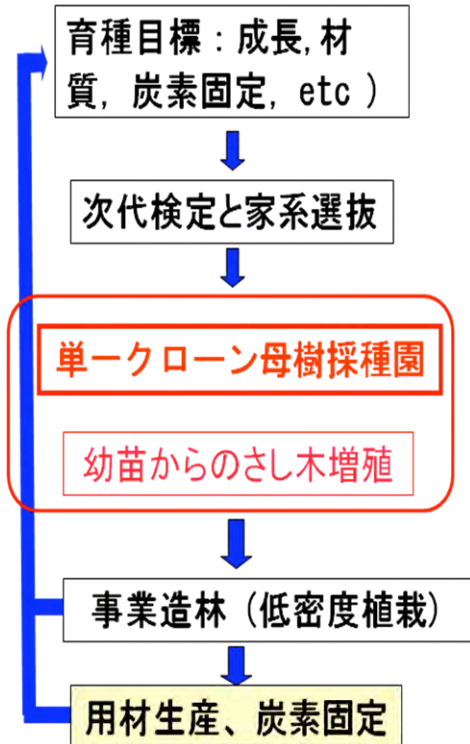 育種目標：成長,材
質, 炭素固定, etc )
次代検定と家系選抜
単一クローン母樹採種園
幼苗からのさし木増殖
事業造林（低密度植栽）
用材生産、炭素固定